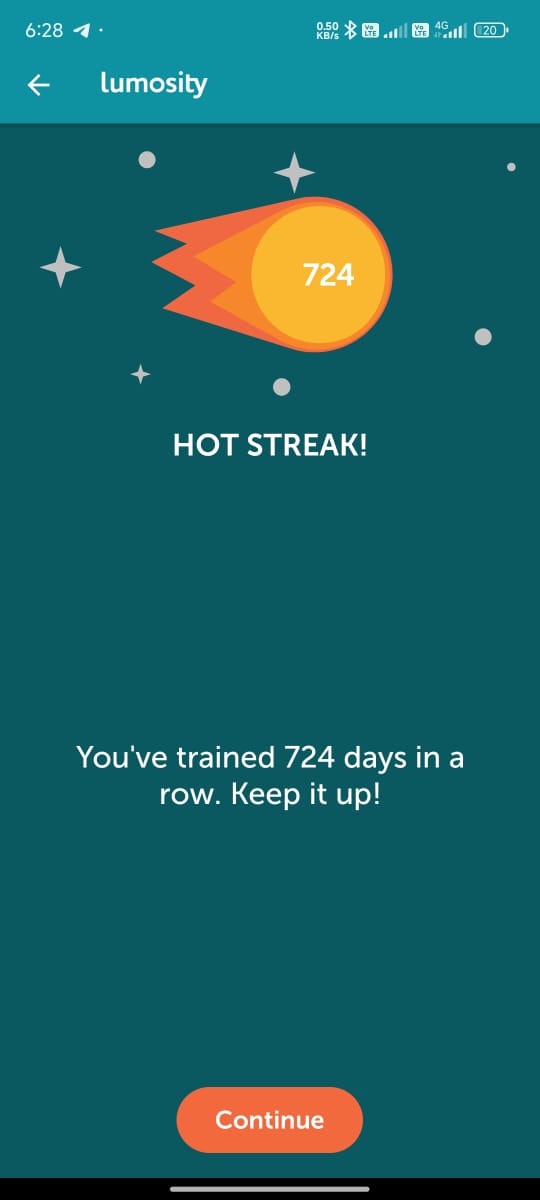 6:28
0.50
KB/s
Vo
LTE
Vo
LTE
4G
20
lumosity
724
HOT STREAK!
You've trained 724 days in a
row. Keep it up!
Continue